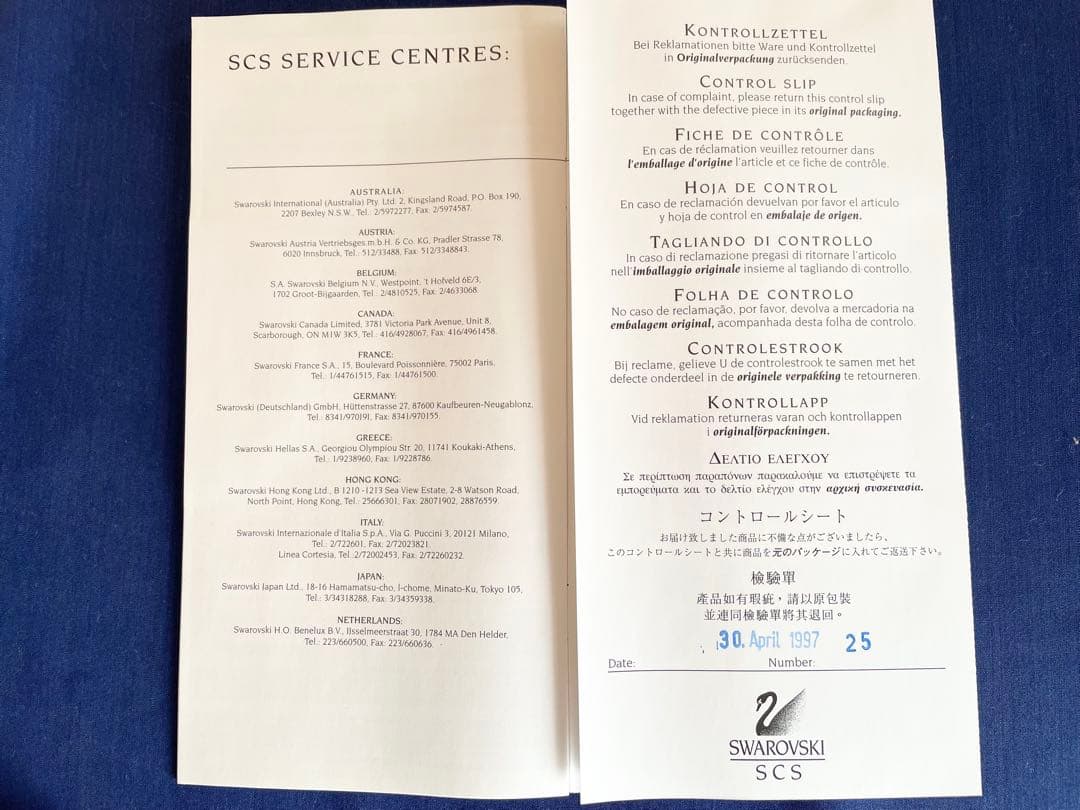 SCS SERVICE CENTRES:
AUSTRALIA:
Swarovski International (Australia) Pty. Ltd. 2, Kingsland Road, P.O. Box 190,
2207 Bexley N.S.W., Tel.: 2/5972277, Fax: 2/5974587.
AUSTRIA:
Swarovski Austria Vertriebsges.m.b.H. & Co. KG, Pradler Strasse 78,
6020 Innsbruck, Tel.: 512/33488, Fax: 512/3348843.
BELGIUM:
S.A. Swarovski Belgium N.V., Westpoint, 't Hofveld 6E/3,
1702 Groot-Bijgaarden, Tel.: 2/4810525, Fax: 2/4633068.
CANADA:
Swarovski Canada Limited, 3781 Victoria Park Avenue, Unit 8,
Scarborough, ON M1W 3K5, Tel.: 416/4928067, Fax: 416/4961458.
FRANCE:
Swarovski France S.A., 15, Boulevard Poissonnière, 75002 Paris,
Tel.: 1/44761515, Fax: 1/44761500.
GERMANY:
Swarovski (Deutschland) GmbH, Hüttenstrasse 27, 87600 Kaufbeuren-Neugablonz,
Tel.: 8341/970191, Fax: 8341/970155.
GREECE:
Swarovski Hellas S.A., Georgiou Olympiou Str. 20, 11741 Koukaki-Athens,
Tel.: 1/9238960, Fax: 1/9228786.
HONG KONG:
Swarovski Hong Kong Ltd., B 1210 -1213 Sea View Estate, 2-8 Watson Road,
North Point, Hong Kong, Tel.: 25666301, Fax: 28071902, 28876559.
ITALY:
Swarovski Internazionale d'Italia S.p.A., Via G. Puccini 3, 20121 Milano,
Tel.: 2/722601, Fax: 2/72023821.
Linea Cortesia, Tel.:2/72002453, Fax: 2/72260232.
JAPAN:
Swarovski Japan Ltd., 18-16 Hamamatsu-cho, 1-chome, Minato-Ku, Tokyo 105,
Tel.: 3/34318288, Fax: 3/34359338.
NETHERLANDS:
Swarovski H.O. Benelux B.V., IJsselmeerstraat 30, 1784 MA Den Helder,
Tel.: 223/660500, Fax: 223/660636.
KONTROLLZETTEL
Bei Reklamationen bitte Ware und Kontrollzettel
in Originalverpackung zurücksenden.
CONTROL SLIP
In case of complaint, please return this control slip
together with the defective piece in its original packaging.
FICHE DE CONTRÔLE
En cas de réclamation veuillez retourner dans
l'emballage d'origine l'article et ce fiche de contrôle.
HOJA DE CONTROL
En caso de reclamación devuelvan por favor el articulo
y hoja de control en embalaje de origen.
TAGLIANDO DI CONTROLLO
In caso di reclamazione pregasi di ritornare l'articolo
nell'imballaggio originale insieme al tagliando di controllo.
FOLHA DE CONTROLO
No caso de reclamação, por favor, devolva a mercadoria na
embalagem original, acompanhada desta folha de controlo.
CONTROLESTROOK
Bij reclame, gelieve U de controlestrook te samen met het
defecte onderdeel in de originele verpakking te retourneren.
KONTROLLAPP
Vid reklamation returneras varan och kontrollappen
i originalförpackningen.
ΔΕΛΤΙΟ ΕΛΕΓΧΟΥ
Σε περίπτωση παραπόνων παρακαλούμε να επιστρέψετε τα
εμπορεύματα και το δελτίο ελέγχου στην αρχική συσκευασία.
コントロールシート
お届け致しました商品に不備な点がございましたら、
このコントロールシートと共に商品を元のパッケージに入れてご返送下さい。
檢驗單
產品如有瑕疵，請以原包裝
並連同檢驗單將其退回。
30. April 1997 25
Date: Number:
SWAROVSKI
SCS